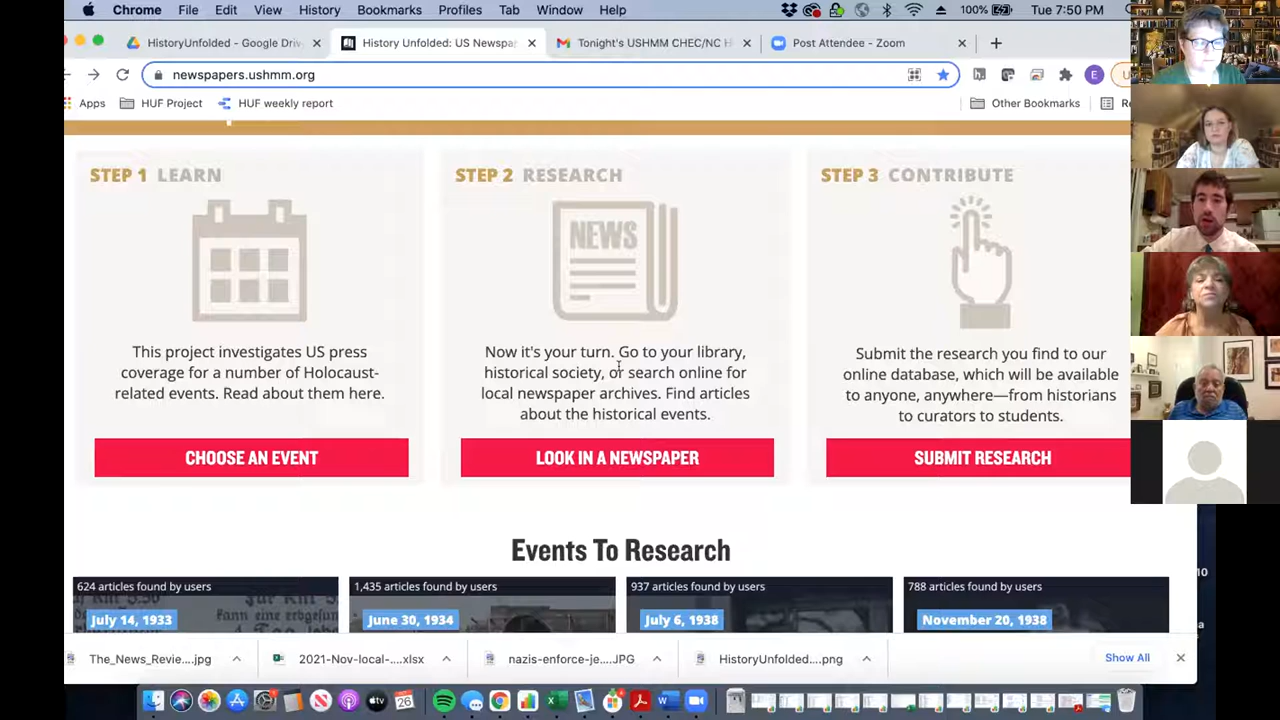 Chrome File Edit View History Bookmarks Profiles Tab Window Help 100% Tue 7:50 PM
HistoryUnfolded - Google Driv
History Unfolded: US Newspap
Tonight's USHMM CHEC/NC H
Post Attendee - Zoom
newspapers.ushmm.org
E
Apps HUF Project HUF weekly report Other Bookmarks
STEP 1 LEARN
This project investigates US press
coverage for a number of Holocaust-
related events. Read about them here.
CHOOSE AN EVENT
STEP 2 RESEARCH
NEWS
Now it's your turn. Go to your library,
historical society, or search online for
local newspaper archives. Find articles
about the historical events.
LOOK IN A NEWSPAPER
STEP 3 CONTRIBUTE
Submit the research you find to our
online database, which will be available
to anyone, anywhere—from historians
to curators to students.
SUBMIT RESEARCH
Events To Research
624 articles found by users
July 14, 1933
1,435 articles found by users
June 30, 1934
937 articles found by users
July 6, 1938
788 articles found by users
November 20, 1938
The_News_Revie....jpg
2021-Nov-local-....xlsx
nazis-enforce-je....JPG
HistoryUnfolded....png
Show All
26